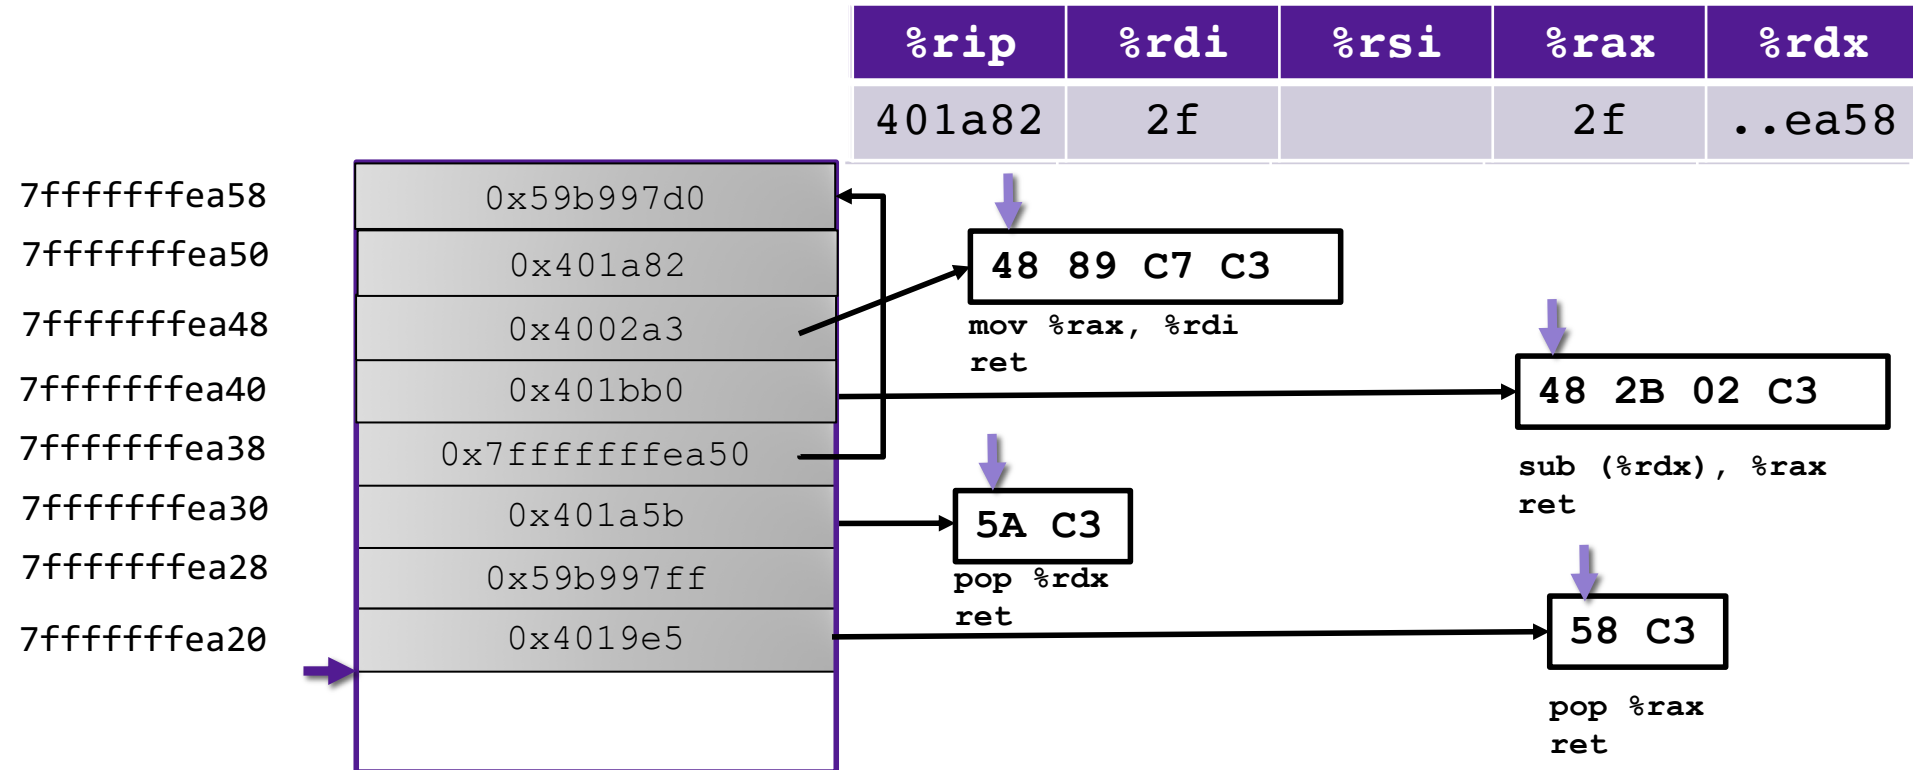 %rip %rdi %rsi %rax %rdx
401a82 2f 2f ..ea58
7fffffffea58 0x59b997d0
7fffffffea50 0x401a82
48 89 C7 C3
7fffffffea48 0x4002a3
mov %rax, %rdi
ret
7fffffffea40 0x401bb0
48 2B 02 C3
7fffffffea38 0x7fffffffea50
sub (%rdx), %rax
ret
7fffffffea30 0x401a5b
5A C3
7fffffffea28 0x59b997ff
pop %rdx
ret
7fffffffea20 0x4019e5
58 C3
pop %rax
ret